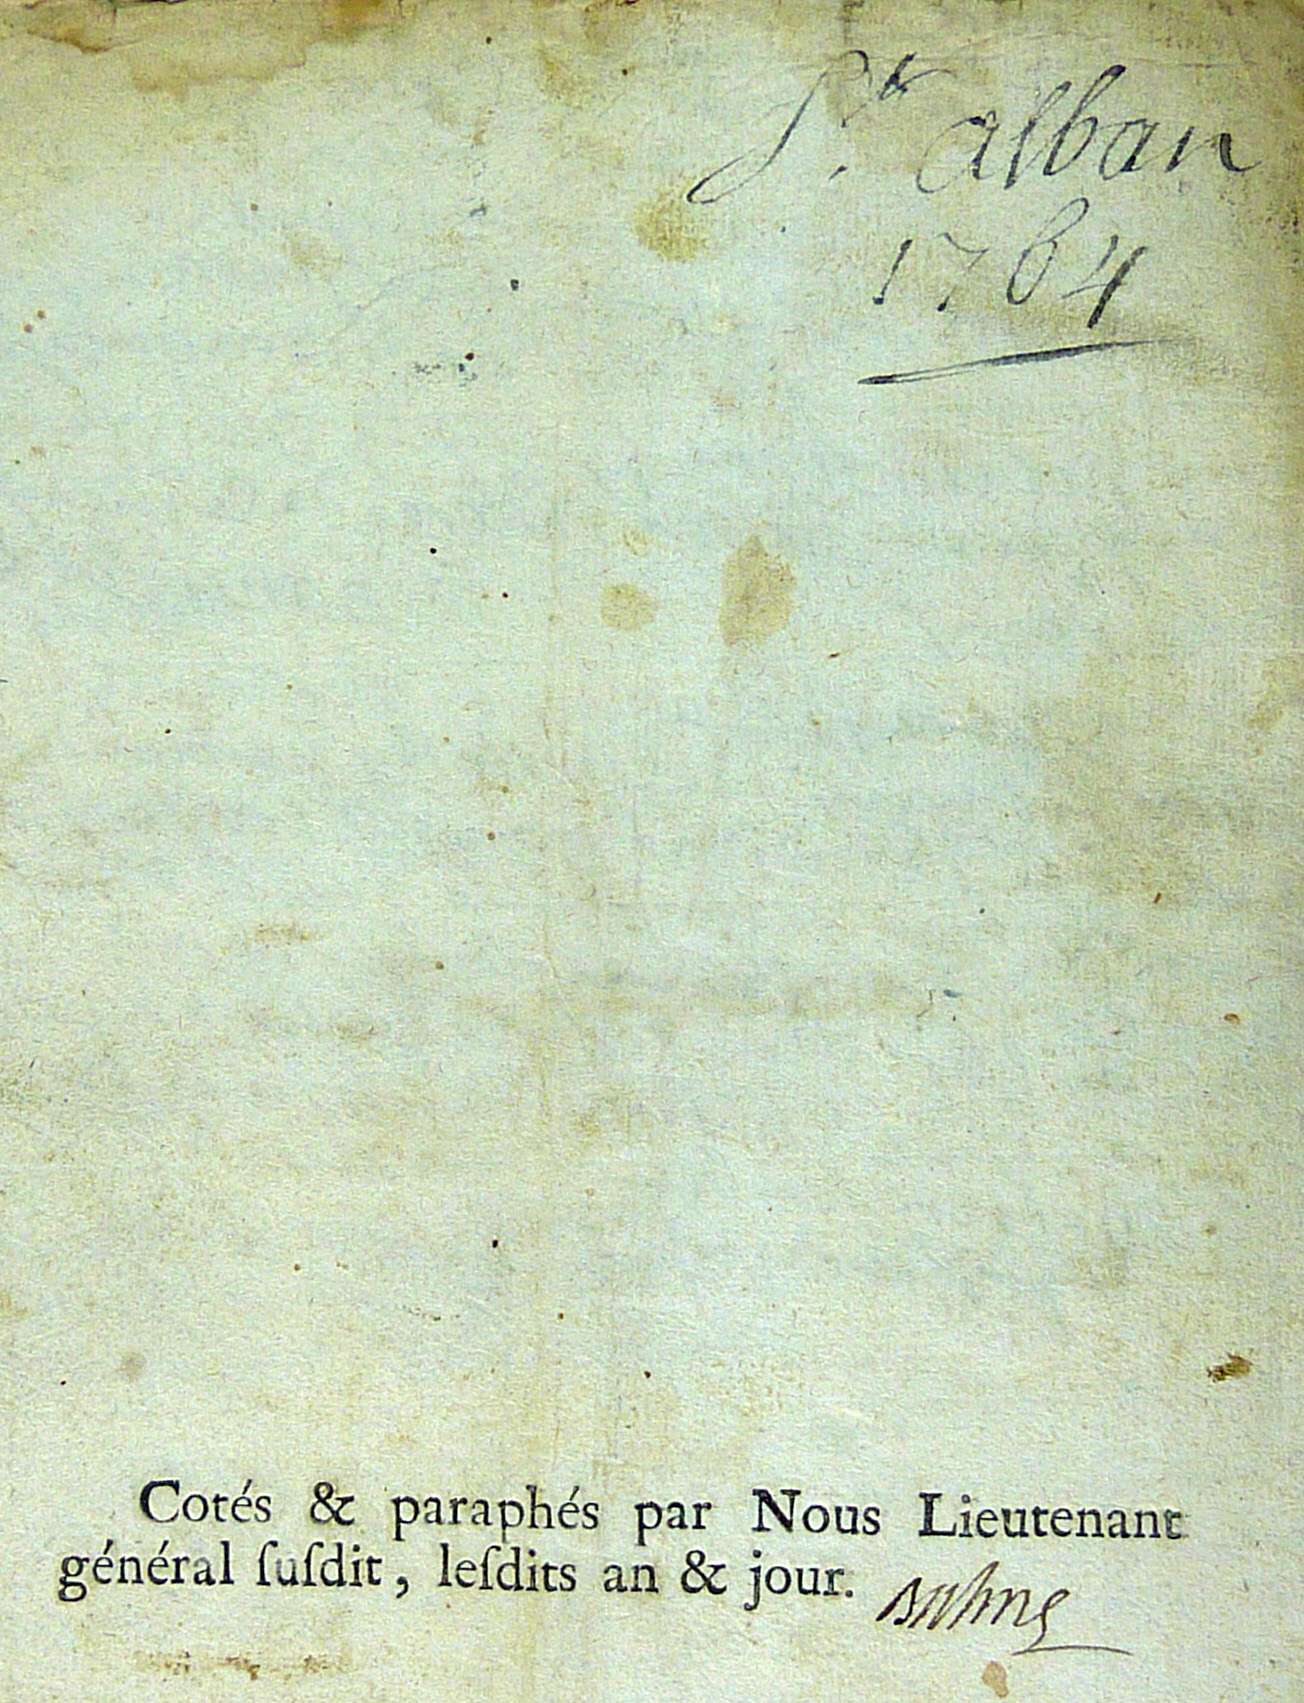 St. alban
1764
Cotés & paraphés par Nous Lieutenant
général ſuſdit, leſdits an & jour.